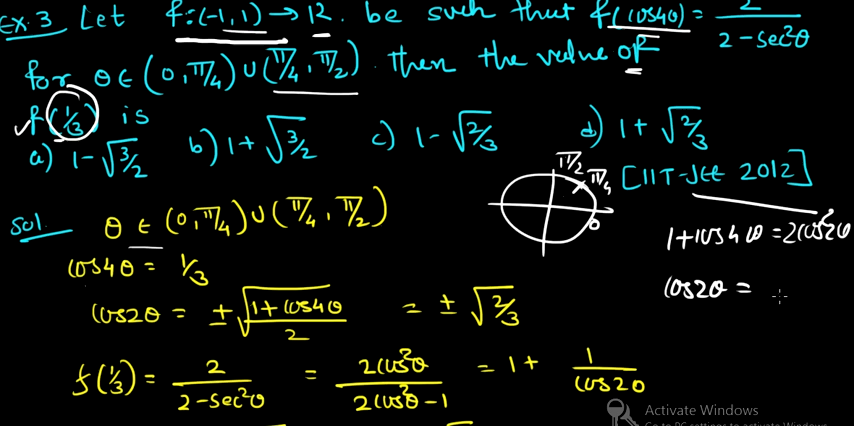 Ex. 3 Let f: (-1, 1) → IR. be such that f(cos4θ) = 2/(2 - sec²θ)
for θ ∈ (0, π/4) ∪ (π/4, π/2). then the value of
f(1/3) is
a) 1 - √3/2 b) 1 + √3/2 c) 1 - √2/3 d) 1 + √2/3
[IIT-JEE 2012]
π/2
π/4
0
Sol. θ ∈ (0, π/4) ∪ (π/4, π/2)
1 + cos4θ = 2cos²2θ
cos4θ = 1/3
cos2θ =
cos2θ = ± √(1 + cos4θ)/2 = ± √2/3
f(1/3) = 2/(2 - sec²θ) = 2cos²θ/(2cos²θ - 1) = 1 + 1/cos2θ
Activate Windows